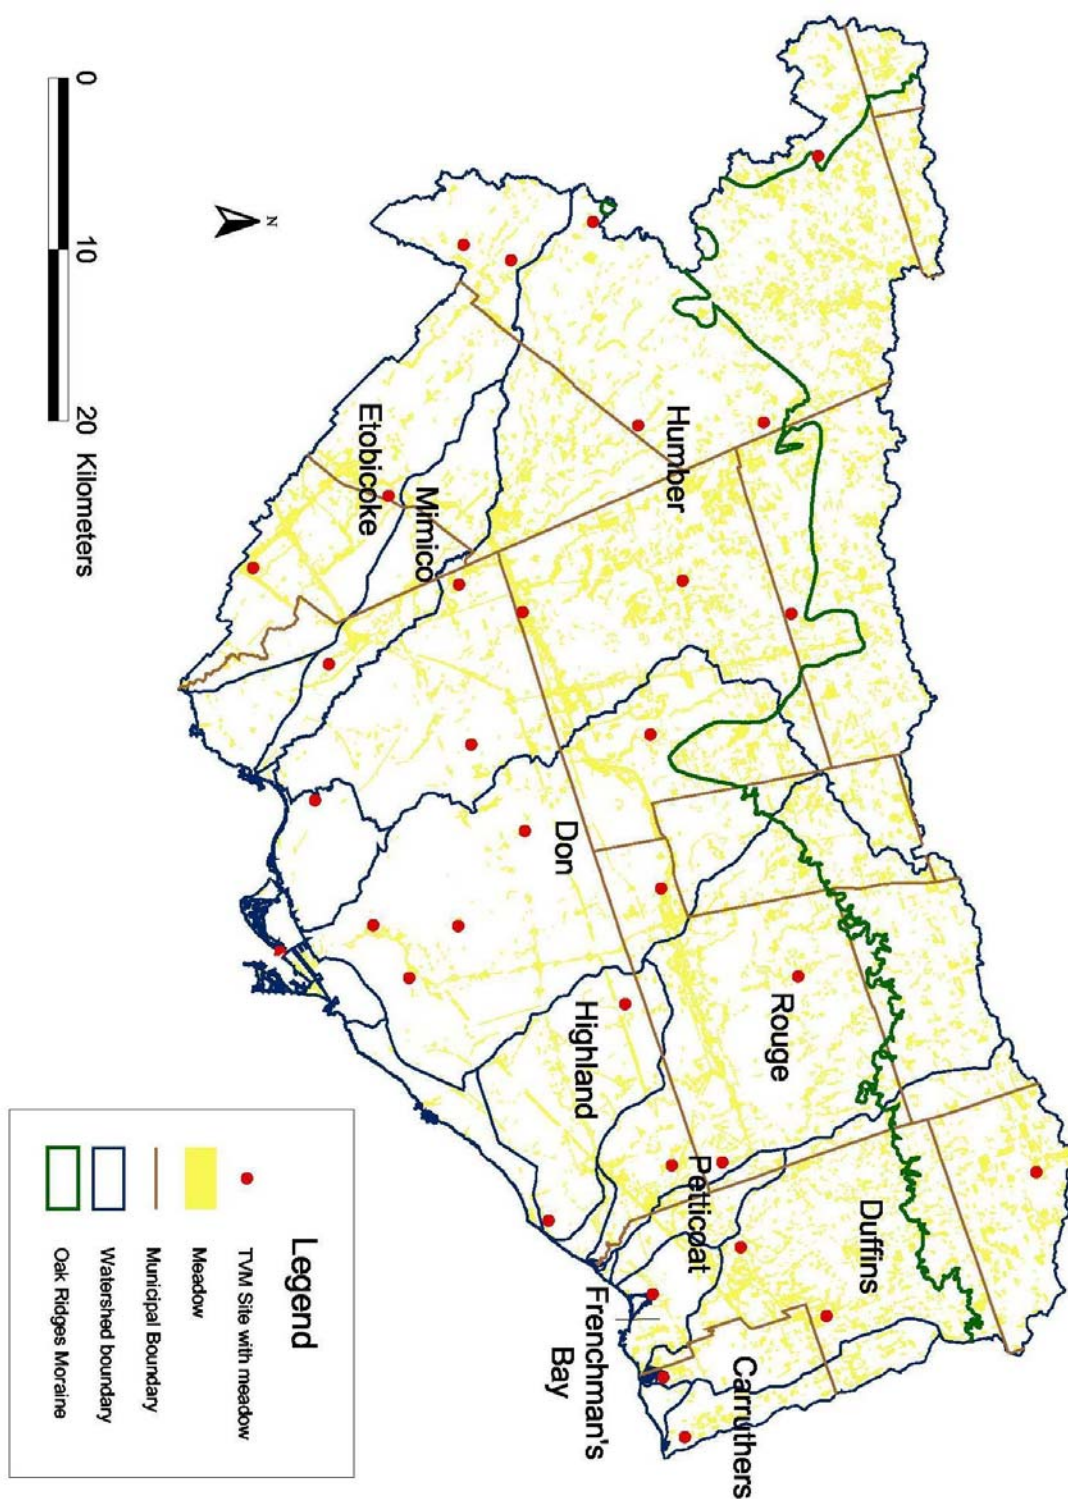 0
10
20 Kilometers
N
Humber
Etobicoke
Mimico
Don
Rouge
Highland
Petticoat
Duffins
Frenchman's
Bay
Carruthers
Legend
TVM Site with meadow
Meadow
Municipal Boundary
Watershed boundary
Oak Ridges Moraine